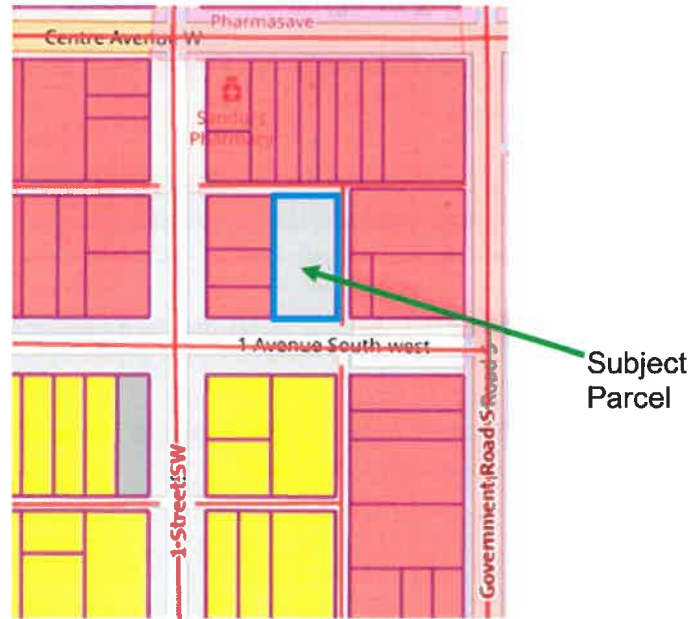 Pharmasave
Centre Avenue W
Sandy's
Pharmacy
1 Avenue South-west
Subject
Parcel
1 Street SW
Government Road S